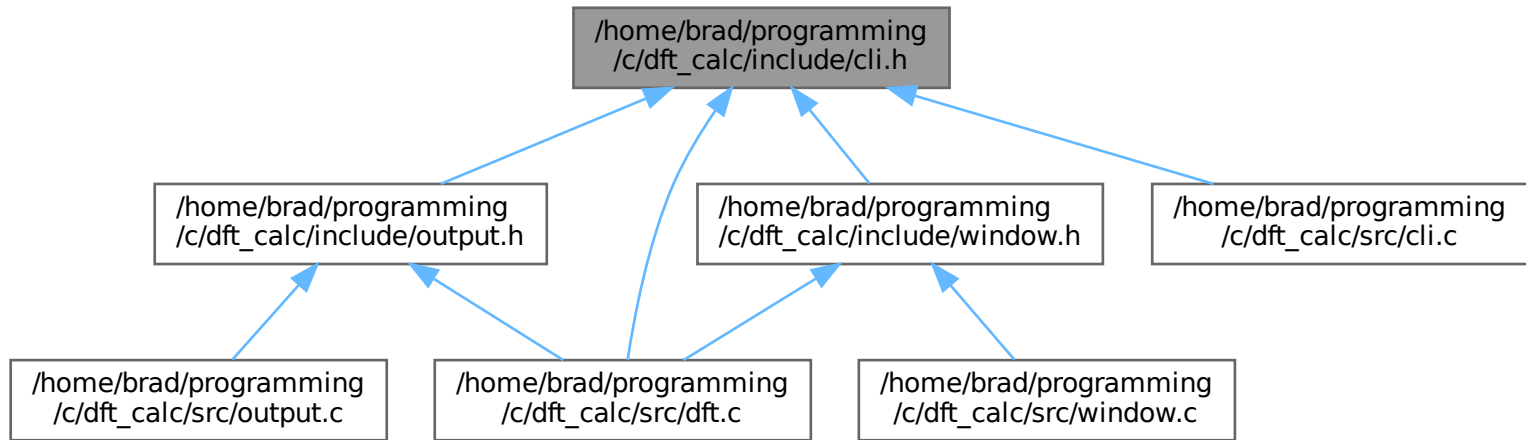 /home/brad/programming
/c/dft_calc/include/cli.h
/home/brad/programming
/c/dft_calc/include/output.h
/home/brad/programming
/c/dft_calc/include/window.h
/home/brad/programming
/c/dft_calc/src/cli.c
/home/brad/programming
/c/dft_calc/src/output.c
/home/brad/programming
/c/dft_calc/src/dft.c
/home/brad/programming
/c/dft_calc/src/window.c